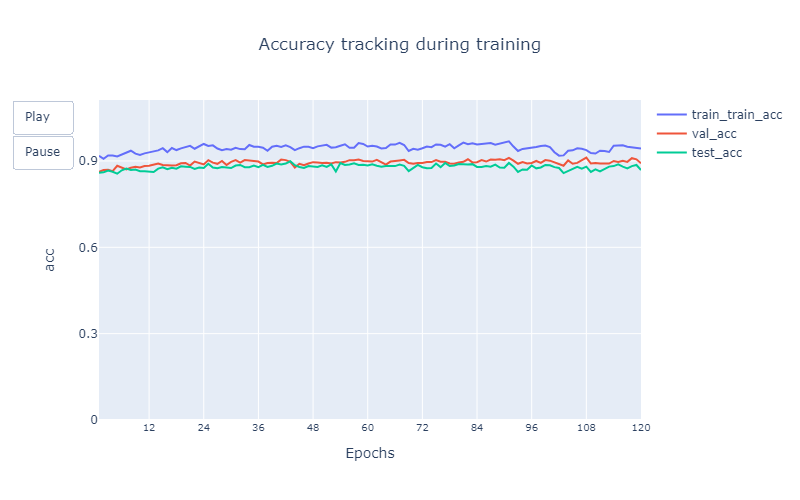 Accuracy tracking during training
Play
Pause
train_train_acc
val_acc
test_acc
acc
0.9
0.6
0.3
0
12 24 36 48 60 72 84 96 108 120
Epochs